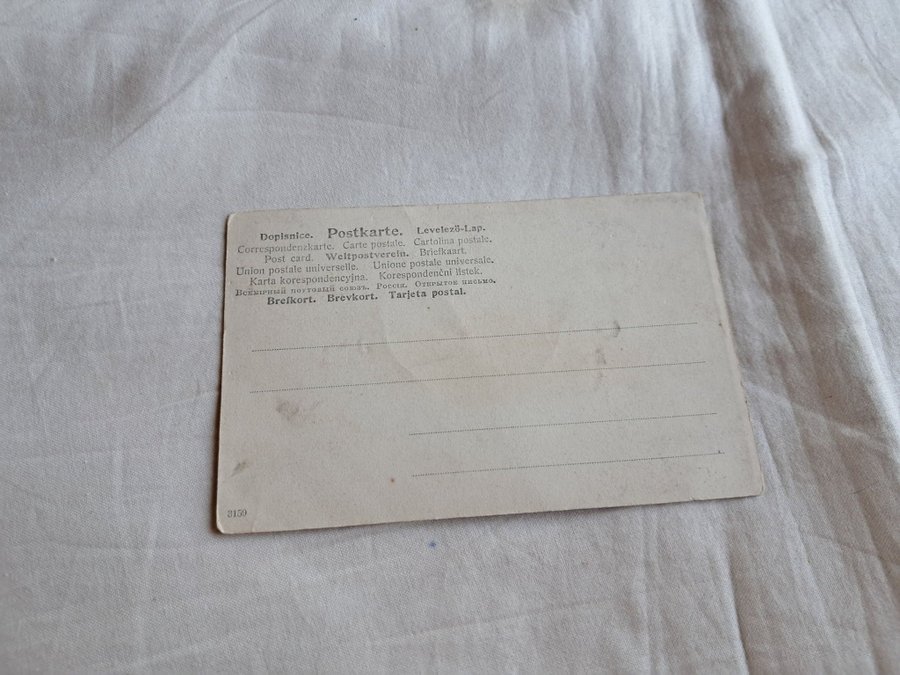 Dopisnice. Postkarte. Levelező-Lap.
Correspondenzkarte. Carte postale. Cartolina postale.
Post card. Weltpostverein. Briefkaart.
Union postale universelle. Unione postale universale.
Karta korespondencyjna. Korespondenční lístek.
Всемірный почтовый союзъ. Россія. Открытое письмо.
Brefkort. Brevkort. Tarjeta postal.
3159